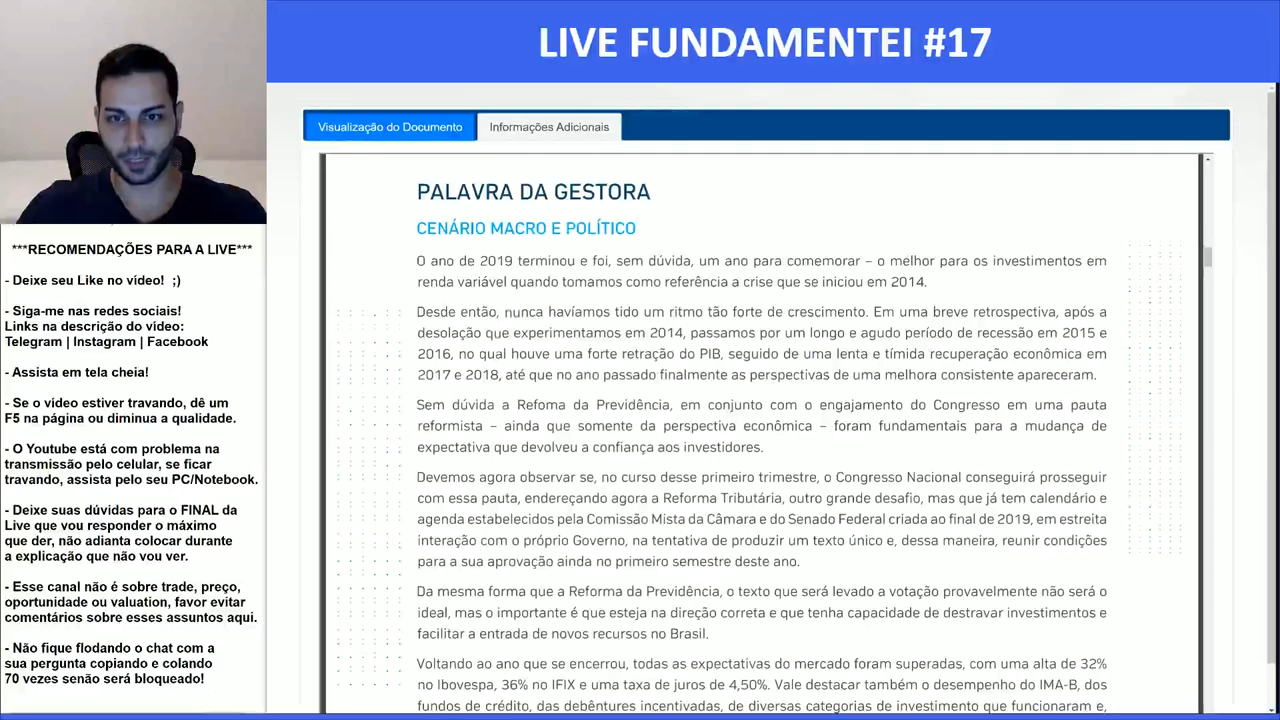 LIVE FUNDAMENTEI #17
***RECOMENDAÇÕES PARA A LIVE***
- Deixe seu Like no vídeo!  ;)
- Siga-me nas redes sociais!
Links na descrição do vídeo:
Telegram | Instagram | Facebook
- Assista em tela cheia!
- Se o vídeo estiver travando, dê um
F5 na página ou diminua a qualidade.
- O Youtube está com problema na
transmissão pelo celular, se ficar
travando, assista pelo seu PC/Notebook.
- Deixe suas dúvidas para o FINAL da
Live que vou responder o máximo
que der, não adianta colocar durante
a explicação que não vou ver.
- Esse canal não é sobre trade, preço,
oportunidade ou valuation, favor evitar
comentários sobre esses assuntos aqui.
- Não fique flodando o chat com a
sua pergunta copiando e colando
70 vezes senão será bloqueado!
Visualização do Documento
Informações Adicionais
PALAVRA DA GESTORA
CENÁRIO MACRO E POLÍTICO
O ano de 2019 terminou e foi, sem dúvida, um ano para comemorar – o melhor para os investimentos em
renda variável quando tomamos como referência a crise que se iniciou em 2014.
Desde então, nunca havíamos tido um ritmo tão forte de crescimento. Em uma breve retrospectiva, após a
desolação que experimentamos em 2014, passamos por um longo e agudo período de recessão em 2015 e
2016, no qual houve uma forte retração do PIB, seguido de uma lenta e tímida recuperação econômica em
2017 e 2018, até que no ano passado finalmente as perspectivas de uma melhora consistente apareceram.
Sem dúvida a Refoma da Previdência, em conjunto com o engajamento do Congresso em uma pauta
reformista – ainda que somente da perspectiva econômica – foram fundamentais para a mudança de
expectativa que devolveu a confiança aos investidores.
Devemos agora observar se, no curso desse primeiro trimestre, o Congresso Nacional conseguirá prosseguir
com essa pauta, endereçando agora a Reforma Tributária, outro grande desafio, mas que já tem calendário e
agenda estabelecidos pela Comissão Mista da Câmara e do Senado Federal criada ao final de 2019, em estreita
interação com o próprio Governo, na tentativa de produzir um texto único e, dessa maneira, reunir condições
para a sua aprovação ainda no primeiro semestre deste ano.
Da mesma forma que a Reforma da Previdência, o texto que será levado a votação provavelmente não será o
ideal, mas o importante é que esteja na direção correta e que tenha capacidade de destravar investimentos e
facilitar a entrada de novos recursos no Brasil.
Voltando ao ano que se encerrou, todas as expectativas do mercado foram superadas, com uma alta de 32%
no Ibovespa, 36% no IFIX e uma taxa de juros de 4,50%. Vale destacar também o desempenho do IMA-B, dos
fundos de crédito, das debêntures incentivadas, de diversas categorias de investimento que funcionaram e,